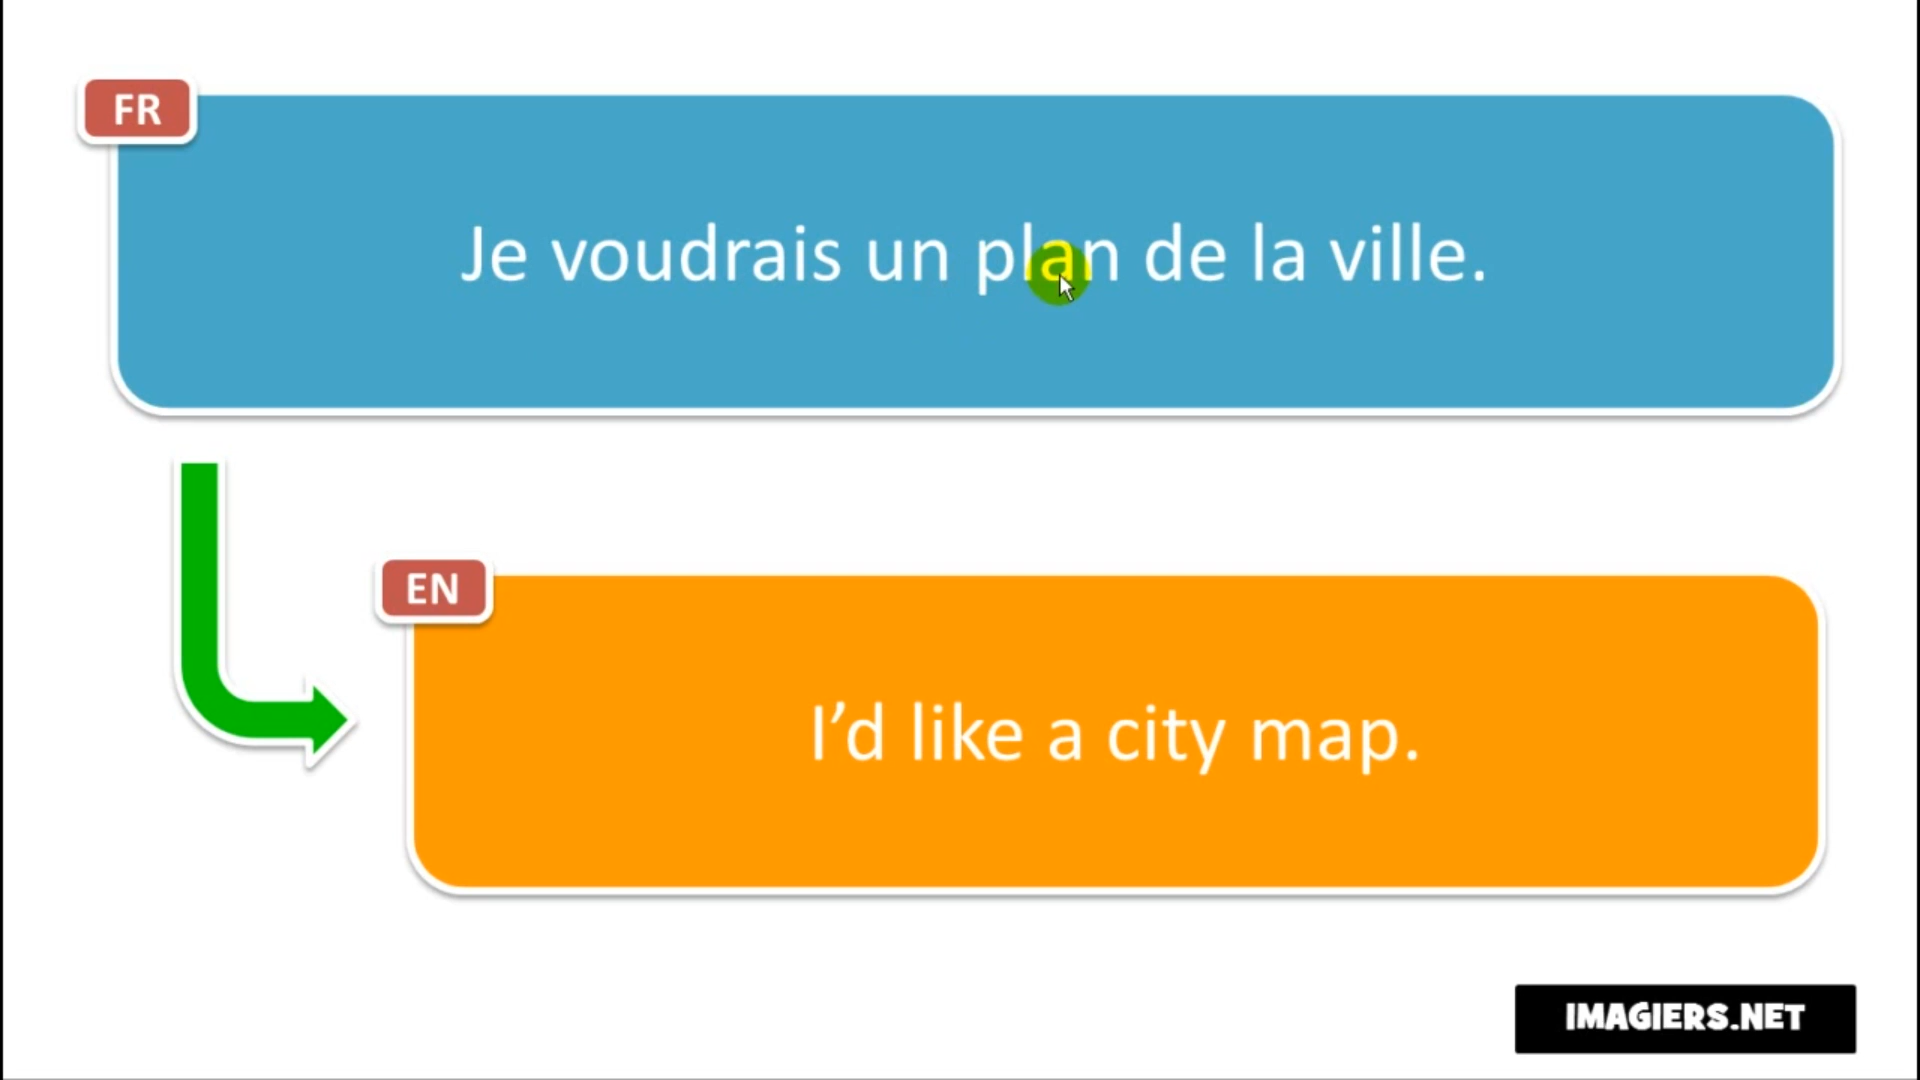 FR
Je voudrais un plan de la ville.
EN
I’d like a city map.
IMAGIERS.NET